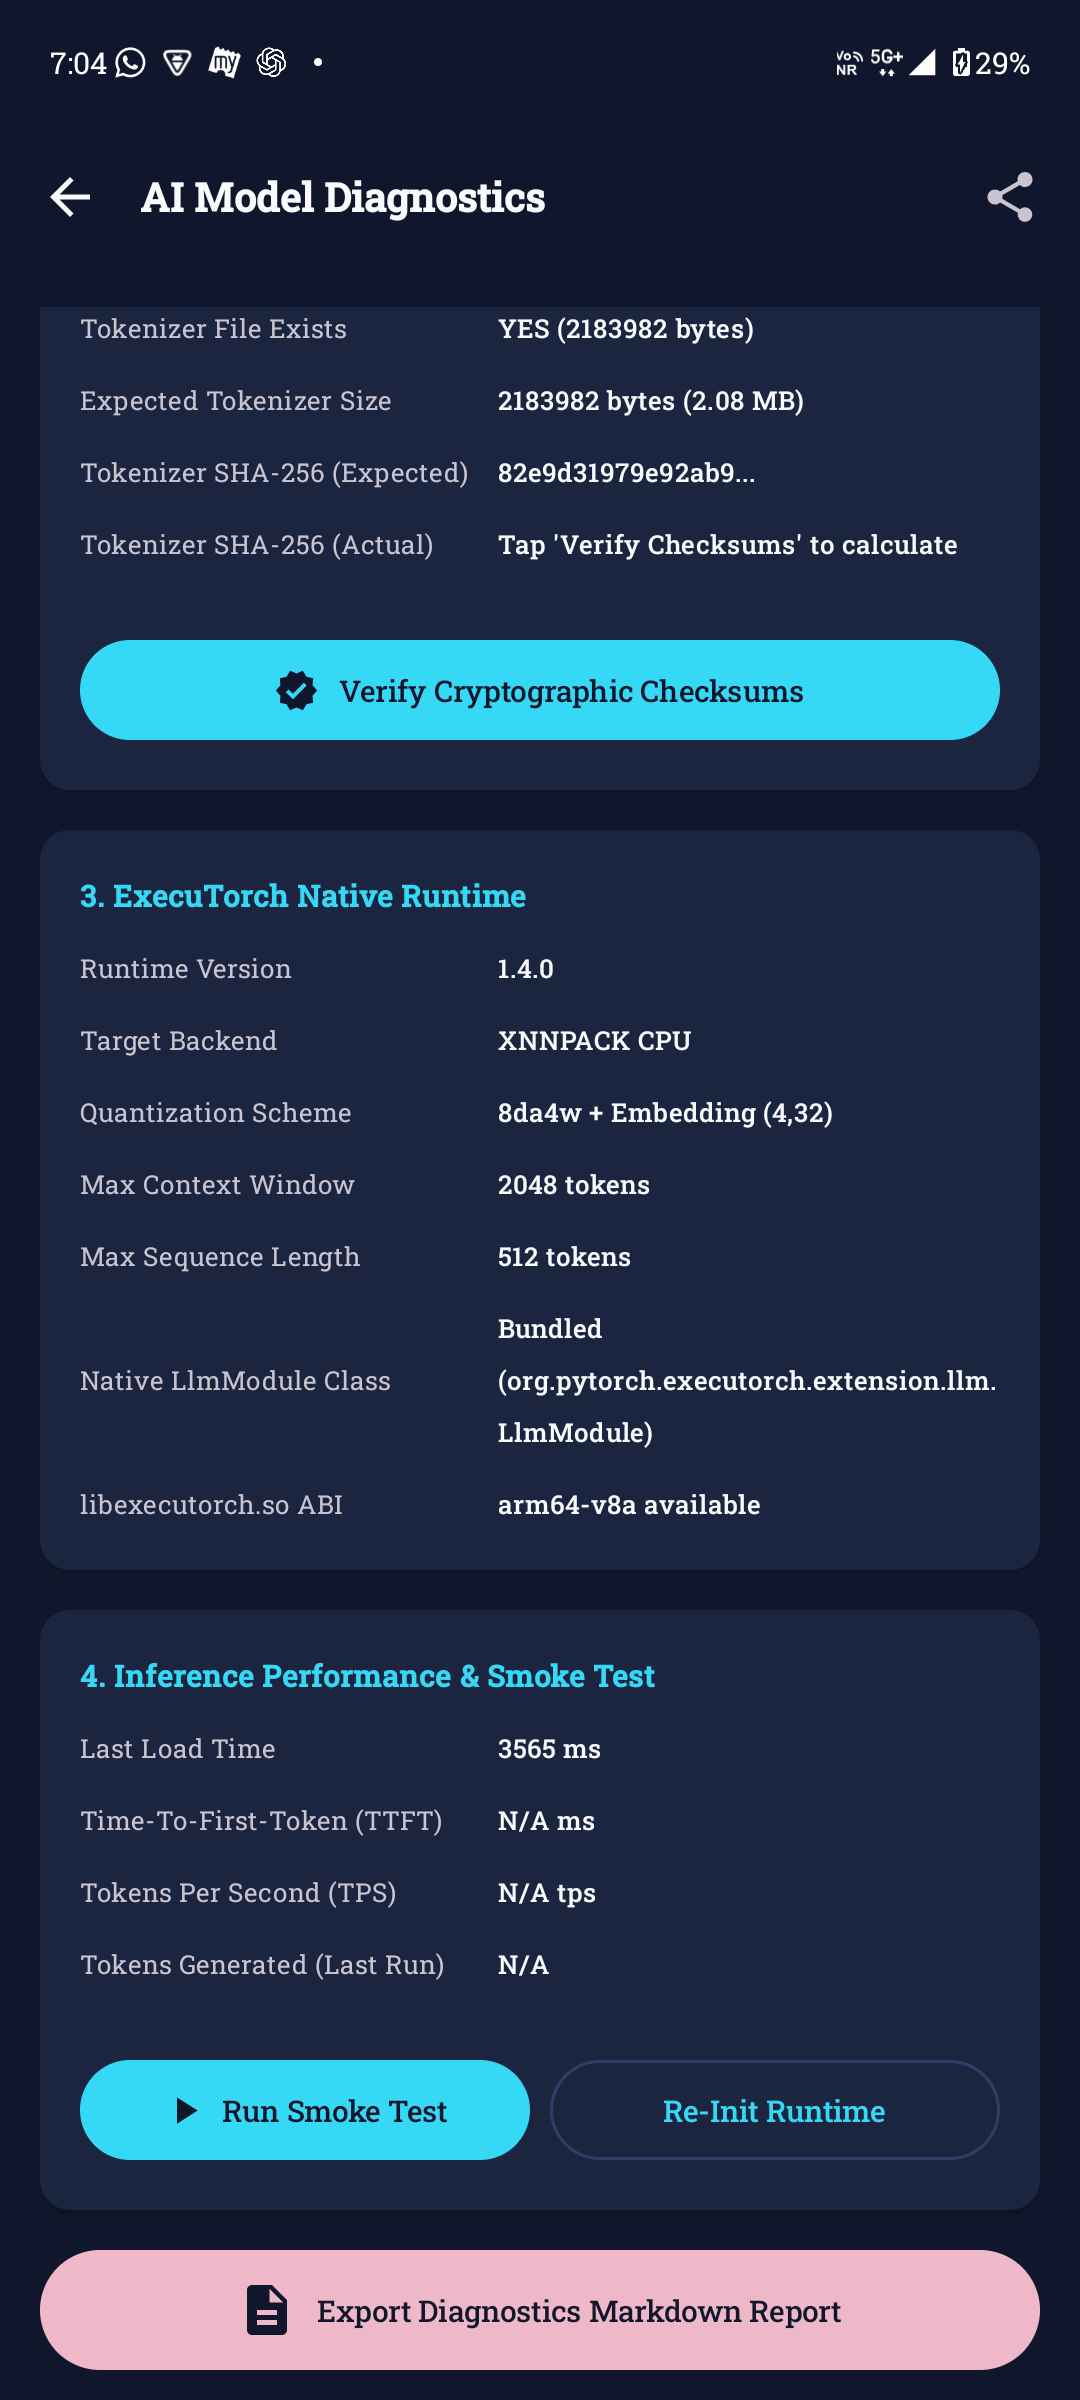 7:04
my
Vo NR
5G+
29%
AI Model Diagnostics
Tokenizer File Exists YES (2183982 bytes)
Expected Tokenizer Size 2183982 bytes (2.08 MB)
Tokenizer SHA-256 (Expected) 82e9d31979e92ab9...
Tokenizer SHA-256 (Actual) Tap 'Verify Checksums' to calculate
Verify Cryptographic Checksums
3. ExecuTorch Native Runtime
Runtime Version 1.4.0
Target Backend XNNPACK CPU
Quantization Scheme 8da4w + Embedding (4,32)
Max Context Window 2048 tokens
Max Sequence Length 512 tokens
Native LlmModule Class Bundled
(org.pytorch.executorch.extension.llm.
LlmModule)
libexecutorch.so ABI arm64-v8a available
4. Inference Performance & Smoke Test
Last Load Time 3565 ms
Time-To-First-Token (TTFT) N/A ms
Tokens Per Second (TPS) N/A tps
Tokens Generated (Last Run) N/A
Run Smoke Test
Re-Init Runtime
Export Diagnostics Markdown Report